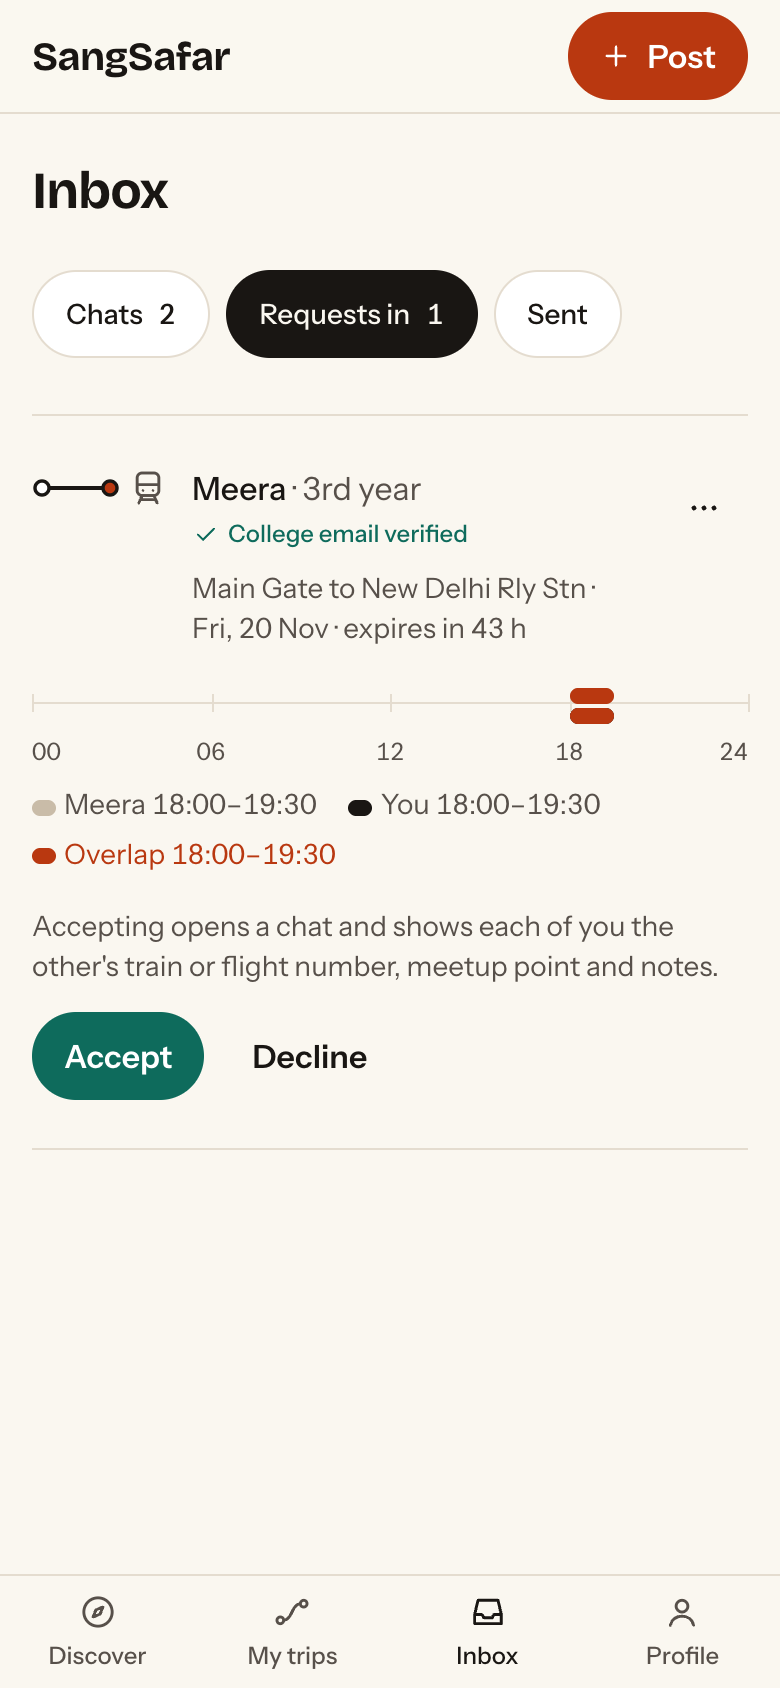 SangSafar
+ Post
Inbox
Chats 2
Requests in 1
Sent
Meera · 3rd year
College email verified
Main Gate to New Delhi Rly Stn ·
Fri, 20 Nov · expires in 43 h
00 06 12 18 24
Meera 18:00–19:30 You 18:00–19:30
Overlap 18:00–19:30
Accepting opens a chat and shows each of you the
other's train or flight number, meetup point and notes.
Accept Decline
Discover My trips Inbox Profile